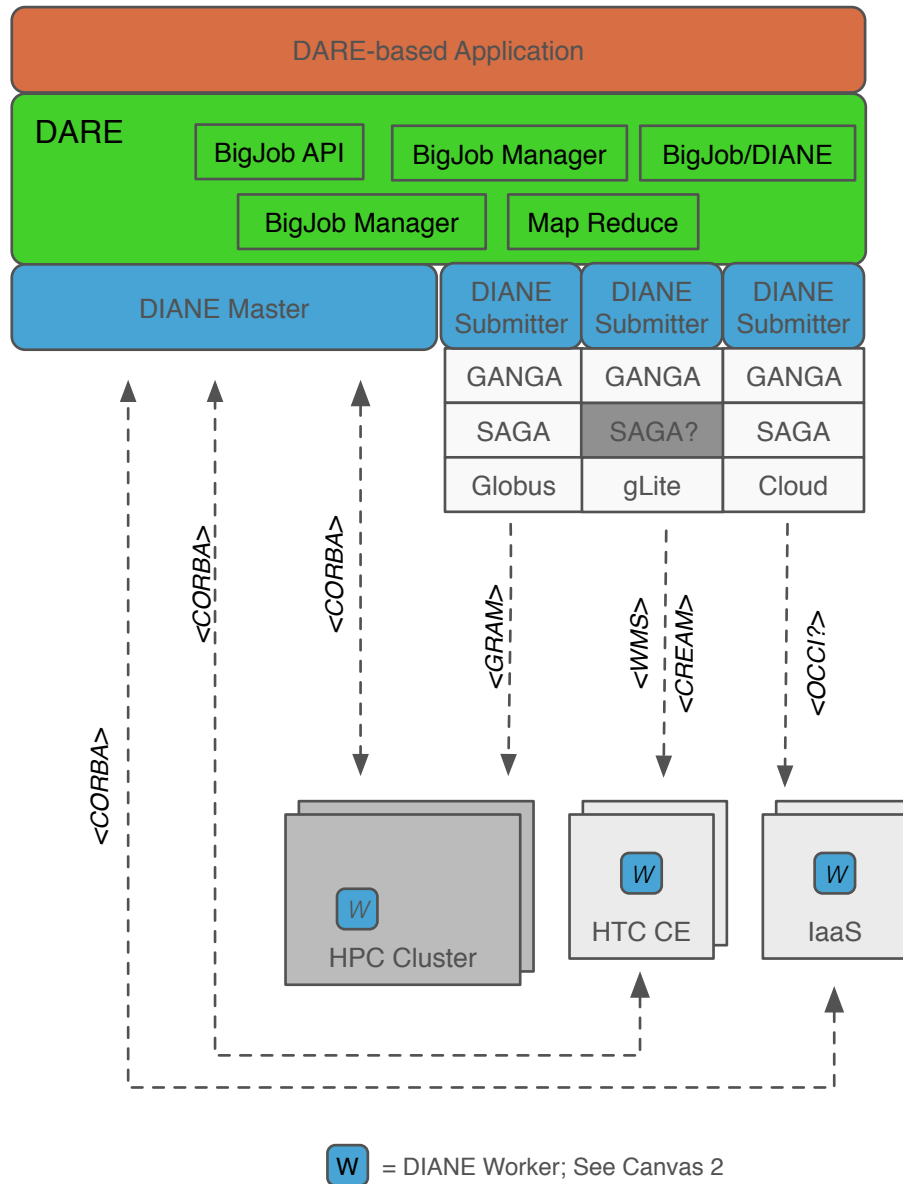 DARE-based Application
DARE
BigJob API
BigJob Manager
BigJob/DIANE
BigJob Manager
Map Reduce
DIANE Master
DIANE
Submitter
DIANE
Submitter
DIANE
Submitter
GANGA
GANGA
GANGA
SAGA
SAGA?
SAGA
Globus
gLite
Cloud
<CORBA>
<CORBA>
<CORBA>
<GRAM>
<WMS>
<CREAM>
<OCCI?>
W
HPC Cluster
W
HTC CE
W
IaaS
W = DIANE Worker; See Canvas 2